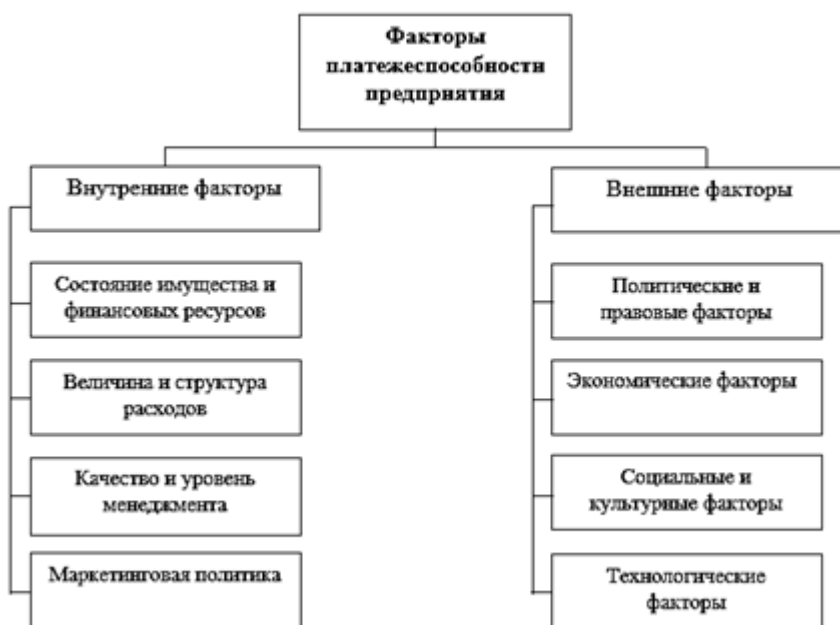 Факторы
платежеспособности
предприятия
Внутренние факторы
Состояние имущества и
финансовых ресурсов
Величина и структура
расходов
Качество и уровень
менеджмента
Маркетинговая политика
Внешние факторы
Политические и
правовые факторы
Экономические факторы
Социальные и
культурные факторы
Технологические
факторы